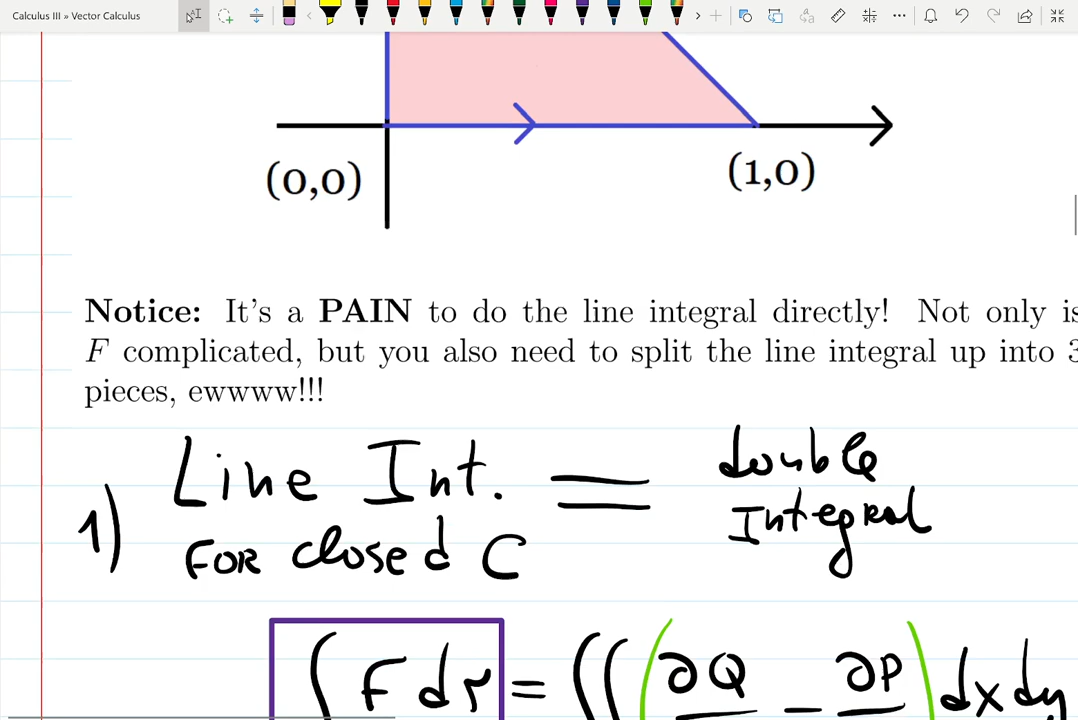 Calculus III » Vector Calculus
(0,0)
(1,0)
Notice: It's a PAIN to do the line integral directly! Not only is
F complicated, but you also need to split the line integral up into 3
pieces, ewwww!!!
1) Line Int. = double
For closed C Integral
∫ F dr = ∬ (∂Q − ∂P) dx dy